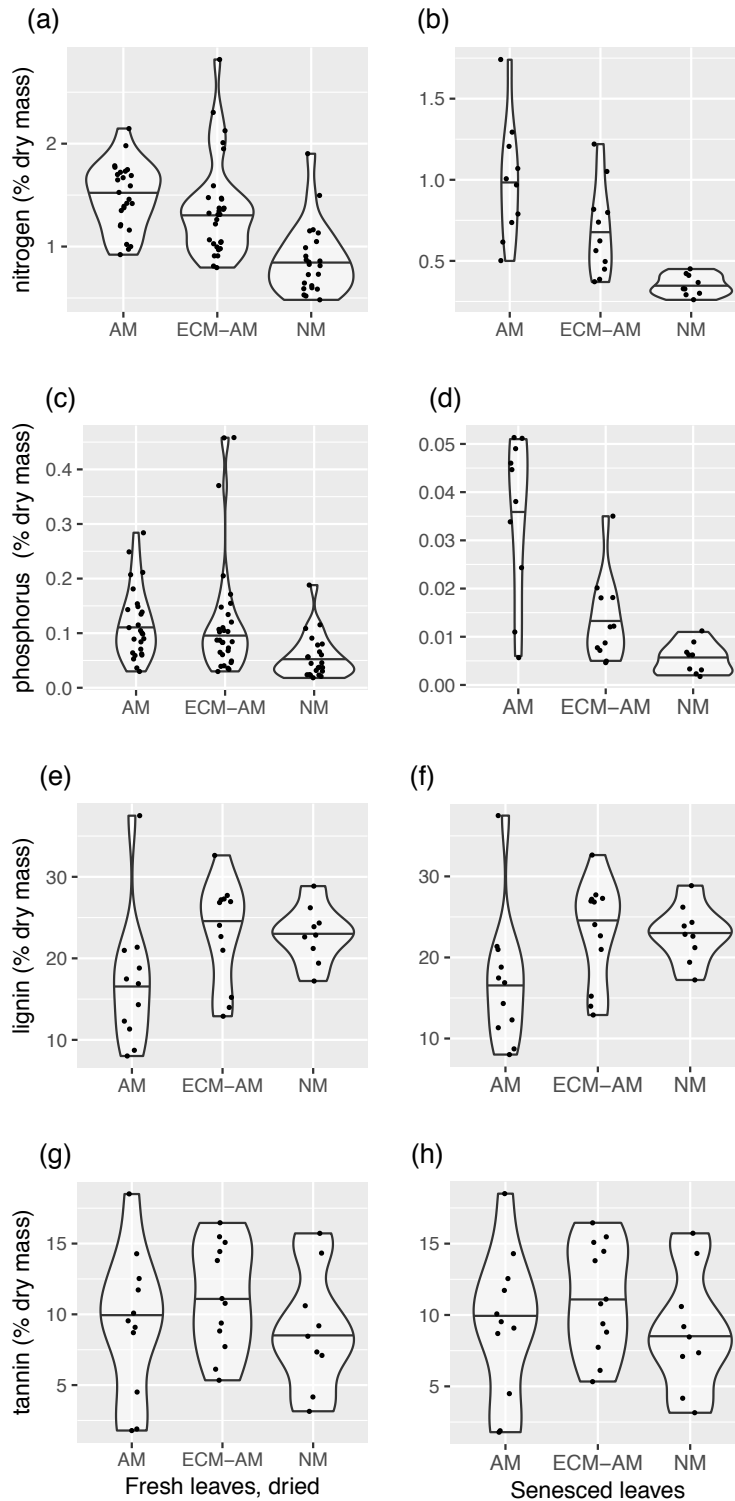 (a) (b)
nitrogen (% dry mass)
2
1
AM ECM−AM NM
1.5
1.0
0.5
AM ECM−AM NM
(c) (d)
phosphorus (% dry mass)
0.4
0.3
0.2
0.1
0.0
AM ECM−AM NM
0.05
0.04
0.03
0.02
0.01
0.00
AM ECM−AM NM
(e) (f)
lignin (% dry mass)
30
20
10
AM ECM−AM NM
30
20
10
AM ECM−AM NM
(g) (h)
tannin (% dry mass)
15
10
5
AM ECM−AM NM
Fresh leaves, dried
15
10
5
AM ECM−AM NM
Senesced leaves